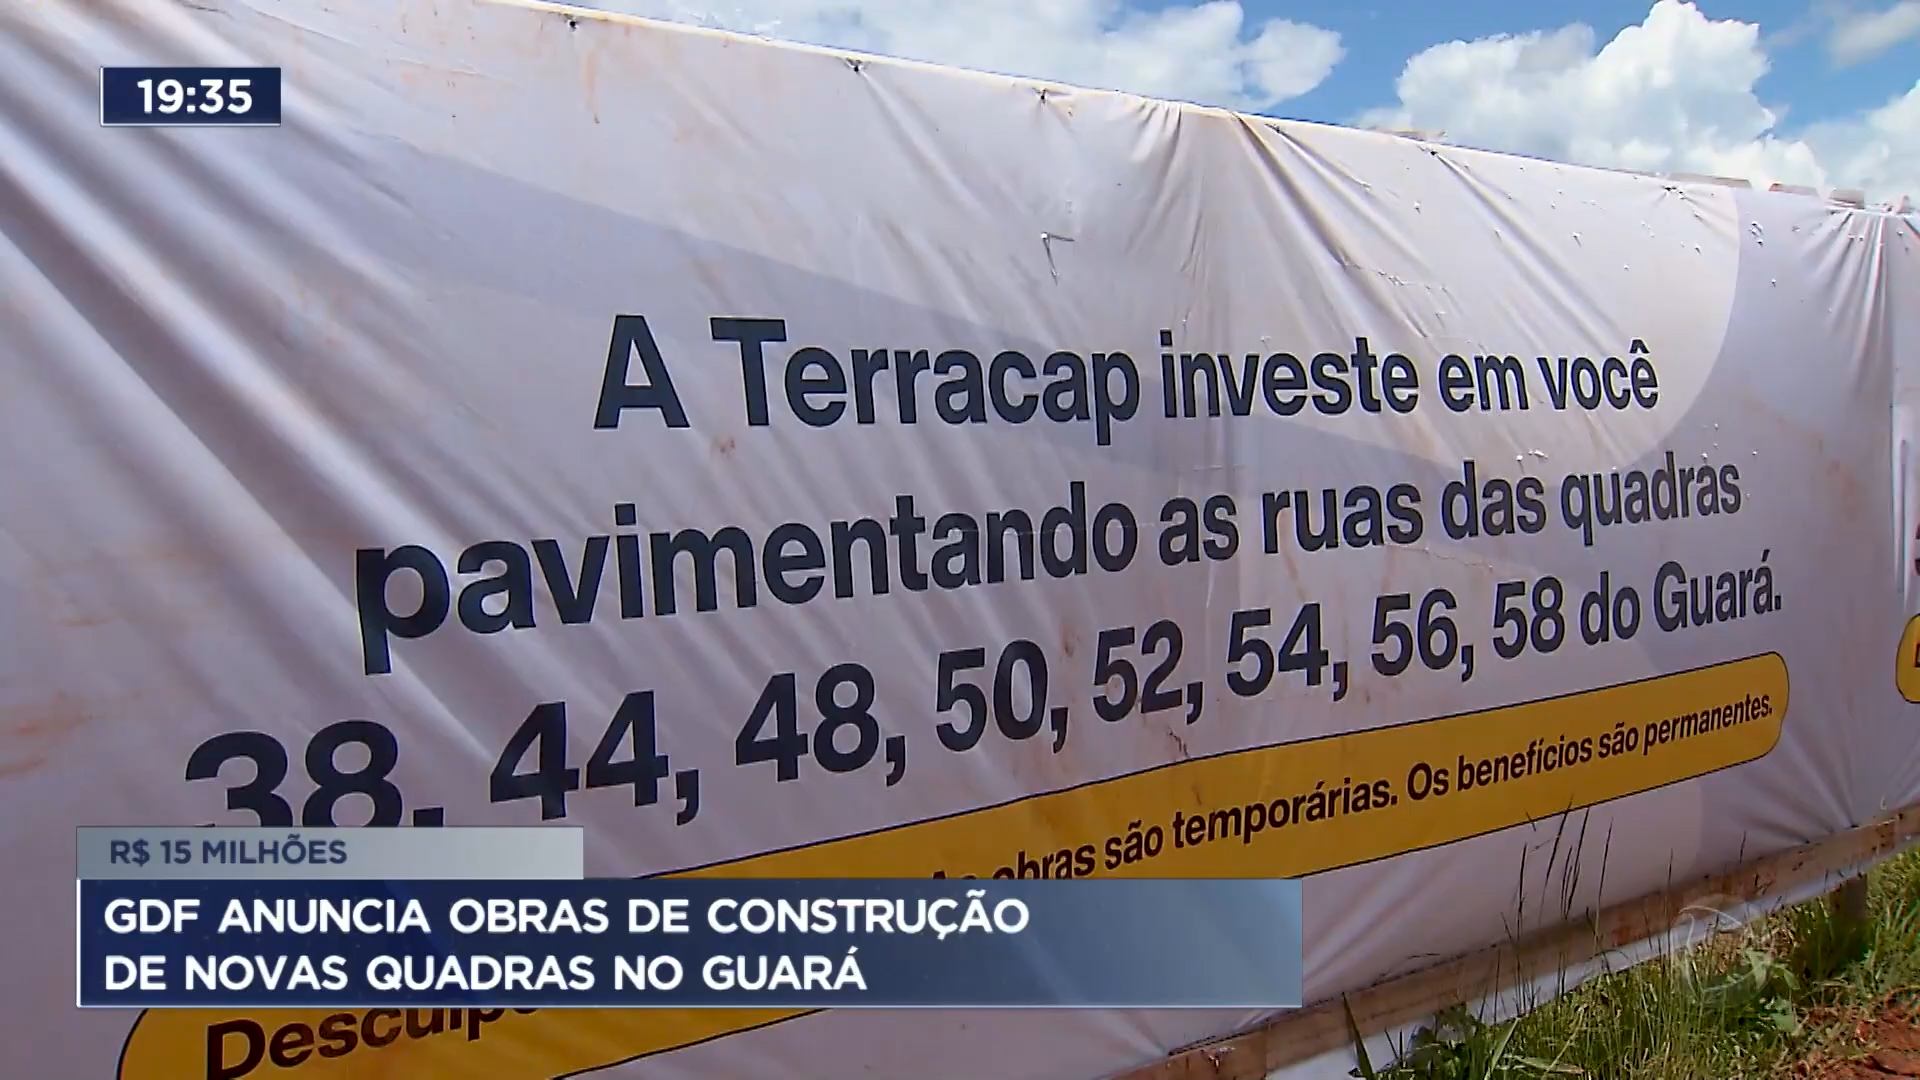 19:35
A Terracap investe em você
pavimentando as ruas das quadras
38, 44, 48, 50, 52, 54, 56, 58 do Guará.
obras são temporárias. Os benefícios são permanentes.
R$ 15 MILHÕES
GDF ANUNCIA OBRAS DE CONSTRUÇÃO
DE NOVAS QUADRAS NO GUARÁ